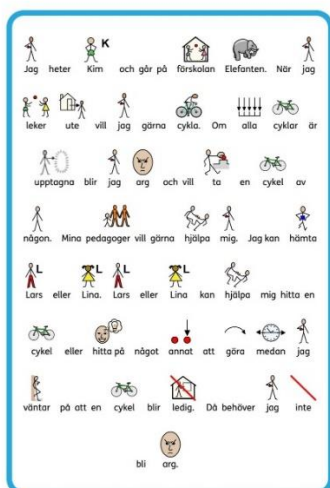 K
Jag heter Kim och går på förskolan Elefanten. När jag
leker ute vill jag gärna cykla. Om alla cyklar är
upptagna blir jag arg och vill ta en cykel av
någon. Mina pedagoger vill gärna hjälpa mig. Jag kan hämta
L L L L
Lars eller Lina. Lars eller Lina kan hjälpa mig hitta en
cykel eller hitta på något annat att göra medan jag
väntar på att en cykel blir ledig. Då behöver jag inte
bli arg.